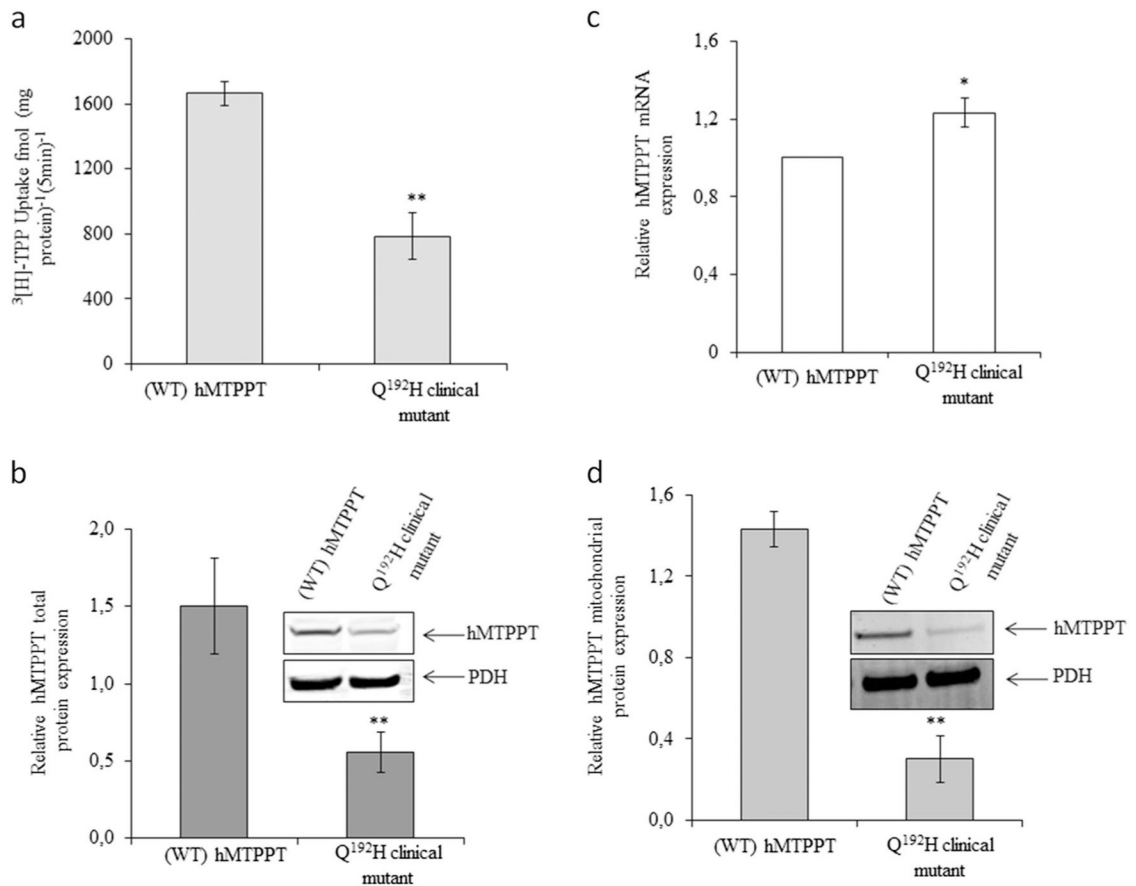 a
³[H]-TPP Uptake fmol (mg
protein)⁻¹(5min)⁻¹
2000
1600
1200
800
400
0
**
(WT) hMTPPT
Q¹⁹²H clinical
mutant
c
Relative hMTPPT mRNA
expression
1,6
1,2
0,8
0,4
0
*
(WT) hMTPPT
Q¹⁹²H clinical
mutant
b
Relative hMTPPT total
protein expression
2,0
1,5
1,0
0,5
0,0
(WT) hMTPPT
Q¹⁹²H clinical
mutant
hMTPPT
PDH
**
(WT) hMTPPT
Q¹⁹²H clinical
mutant
d
Relative hMTPPT mitochondrial
protein expression
1,6
1,2
0,8
0,4
0,0
(WT) hMTPPT
Q¹⁹²H clinical
mutant
hMTPPT
PDH
**
(WT) hMTPPT
Q¹⁹²H clinical
mutant